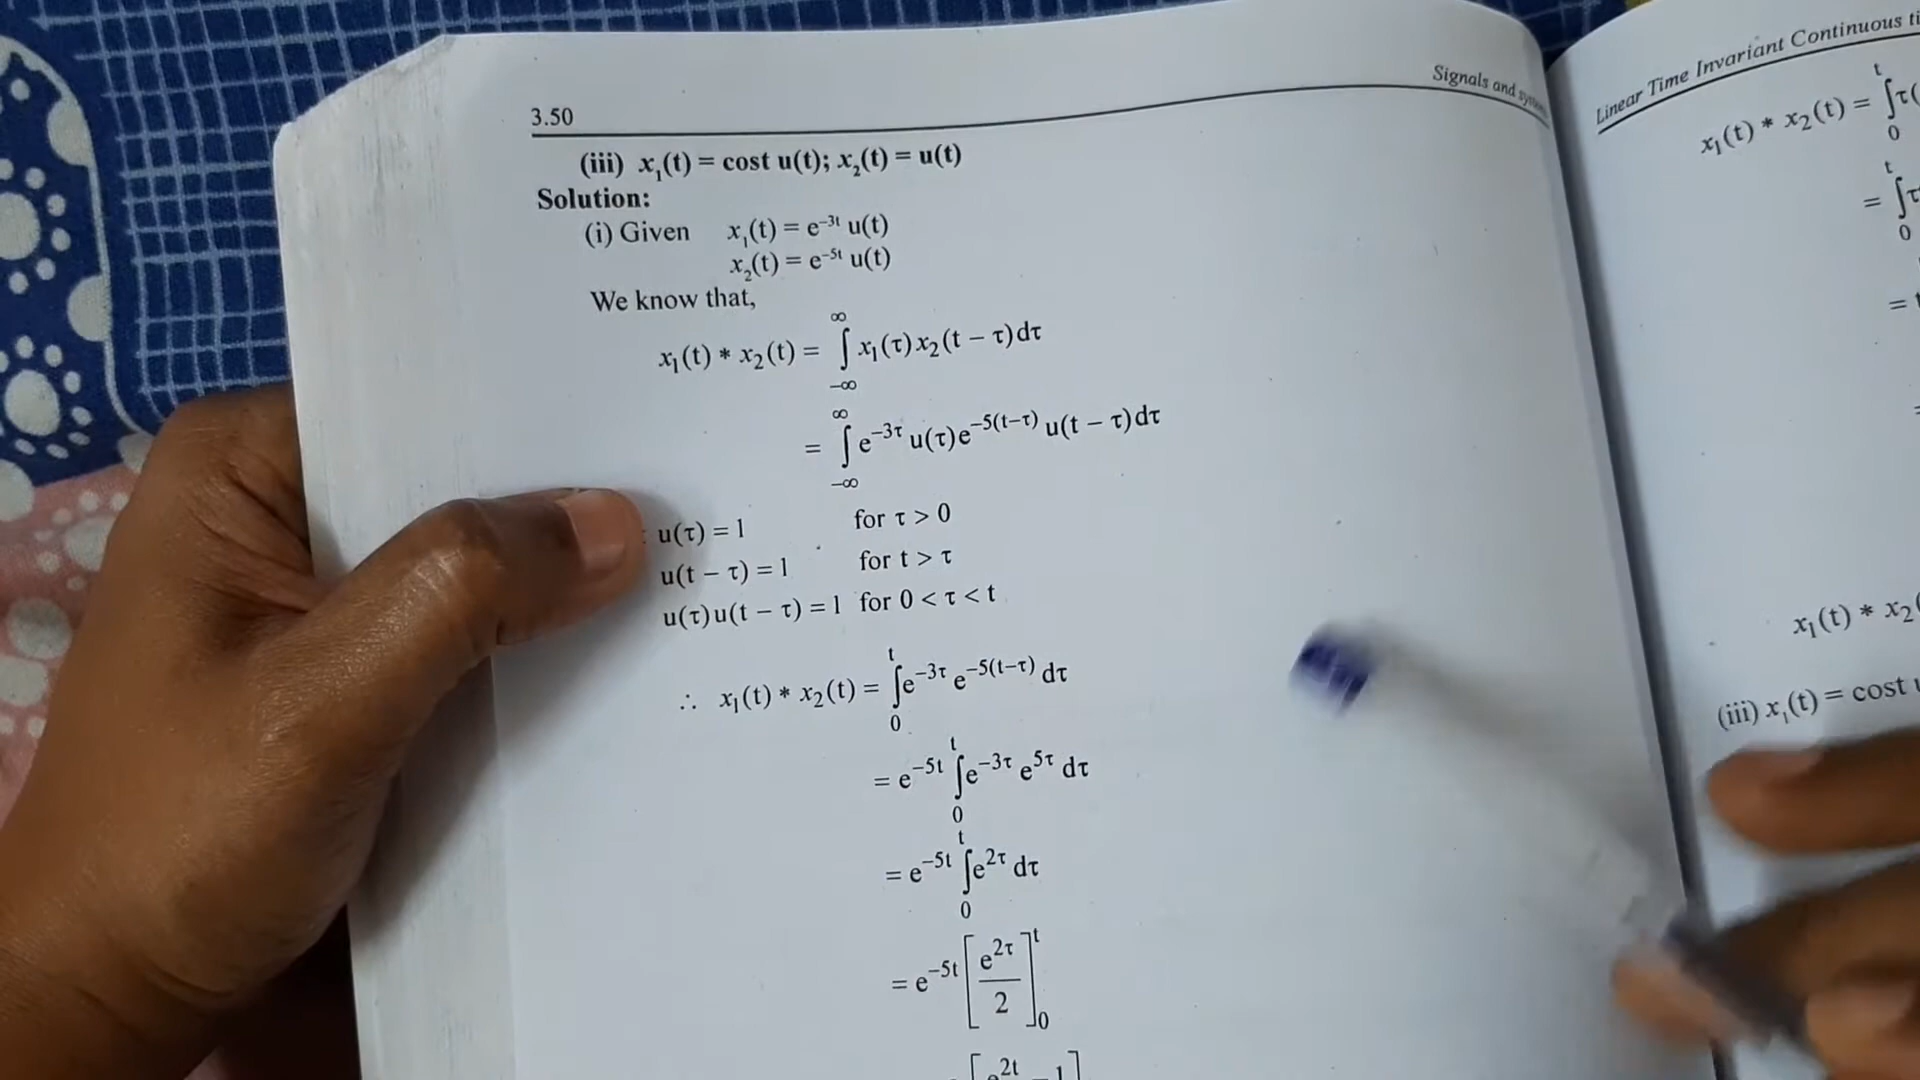 3.50
Signals and
(iii) x₁(t) = cost u(t); x₂(t) = u(t)
Solution:
(i) Given x₁(t) = e⁻³ᵗ u(t)
x₂(t) = e⁻⁵ᵗ u(t)
We know that,
x₁(t) * x₂(t) = ∫_{−∞}^{∞} x₁(τ) x₂(t − τ) dτ
= ∫_{−∞}^{∞} e^{−3τ} u(τ) e^{−5(t−τ)} u(t − τ) dτ
u(τ) = 1 for τ > 0
u(t − τ) = 1 for t > τ
u(τ) u(t − τ) = 1 for 0 < τ < t
∴ x₁(t) * x₂(t) = ∫_{0}^{t} e^{−3τ} e^{−5(t−τ)} dτ
= e^{−5t} ∫_{0}^{t} e^{−3τ} e^{5τ} dτ
= e^{−5t} ∫_{0}^{t} e^{2τ} dτ
= e^{−5t} [e^{2τ}/2]_{0}^{t}
Linear Time Invariant Continuous
x₁(t) * x₂(t) = ∫_{0}^{t} τ(
= ∫_{0}^{t} τ
=
x₁(t) * x₂
(iii) x₁(t) = cost